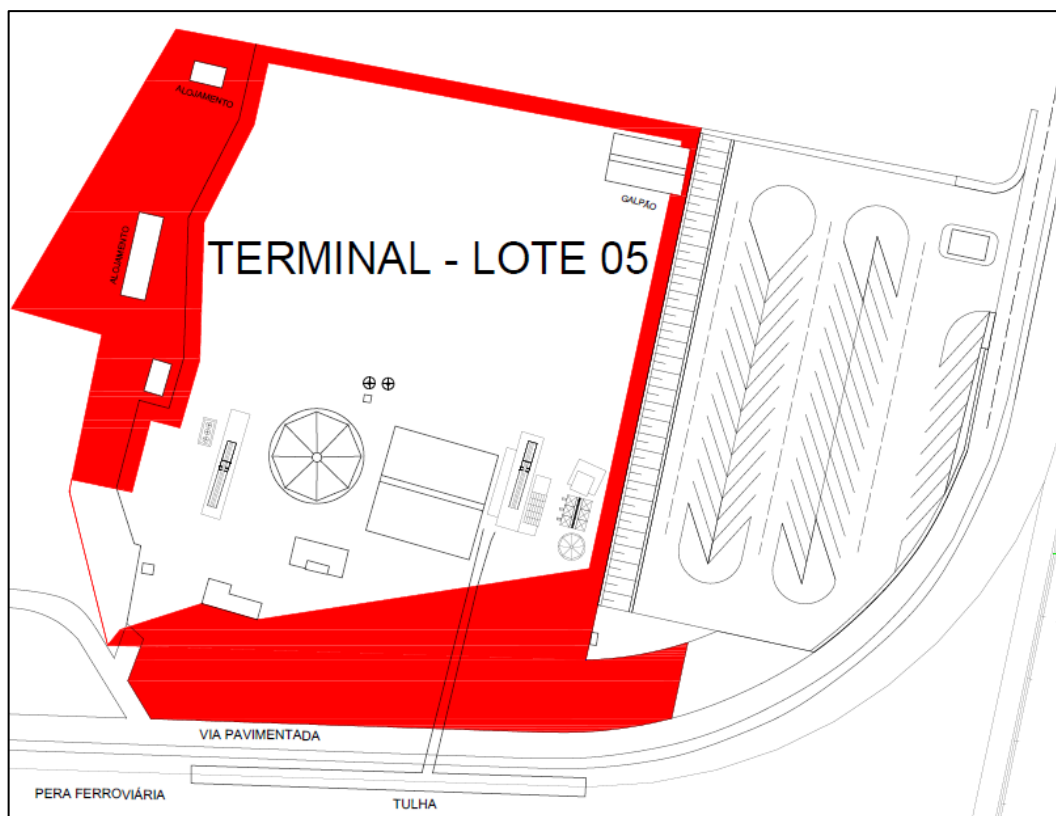 ALOJAMENTO
GALPÃO
ALOJAMENTO
TERMINAL - LOTE 05
VIA PAVIMENTADA
PERA FERROVIÁRIA
TULHA